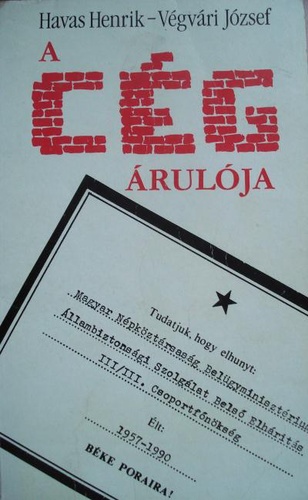 Havas Henrik – Végvári József
A
CÉG
ÁRULÓJA
Tudatjuk, hogy elhunyt:
Magyar Népköztársaság Belügyminisztérium
Állambiztonsági Szolgálat Belső Elhárítás
III/III. Csoportfőnökség
Élt:
1957-1990
BÉKE PORAIRA!